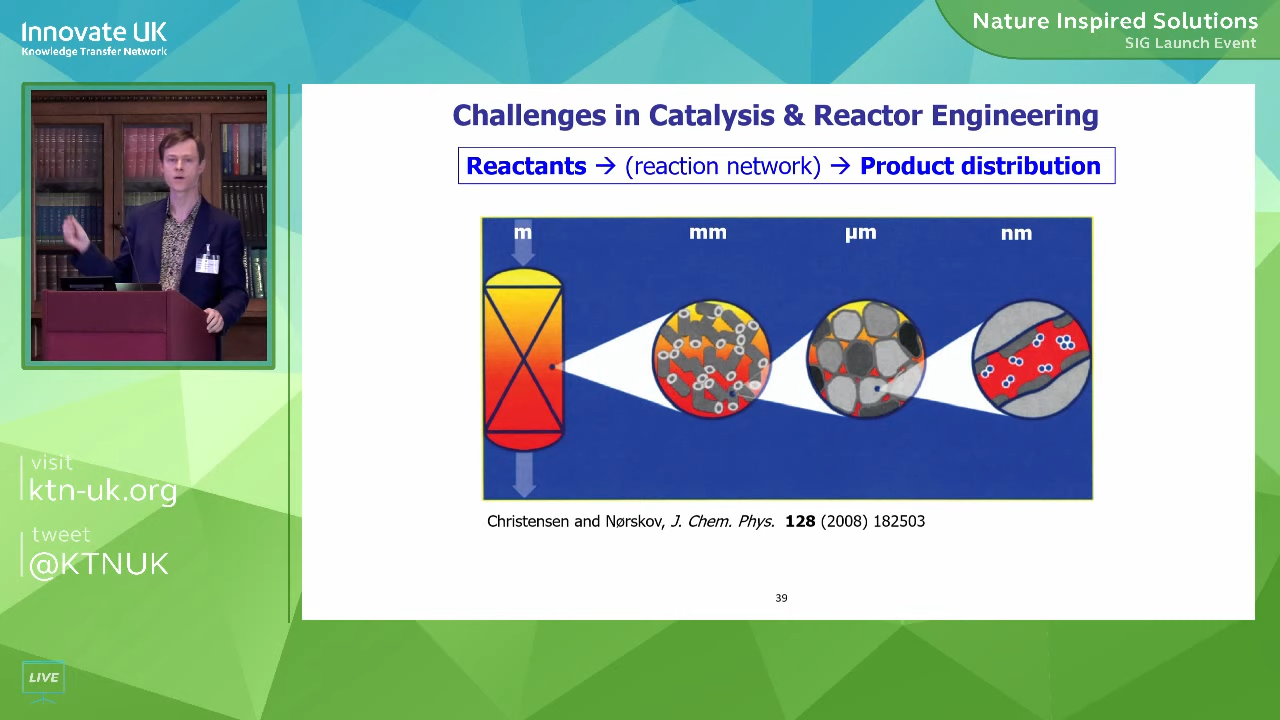 Innovate UK
Knowledge Transfer Network
Nature Inspired Solutions
SIG Launch Event
Challenges in Catalysis & Reactor Engineering
Reactants → (reaction network) → Product distribution
m mm µm nm
Christensen and Nørskov, J. Chem. Phys. 128 (2008) 182503
39
visit
ktn-uk.org
tweet
@KTNUK
LIVE